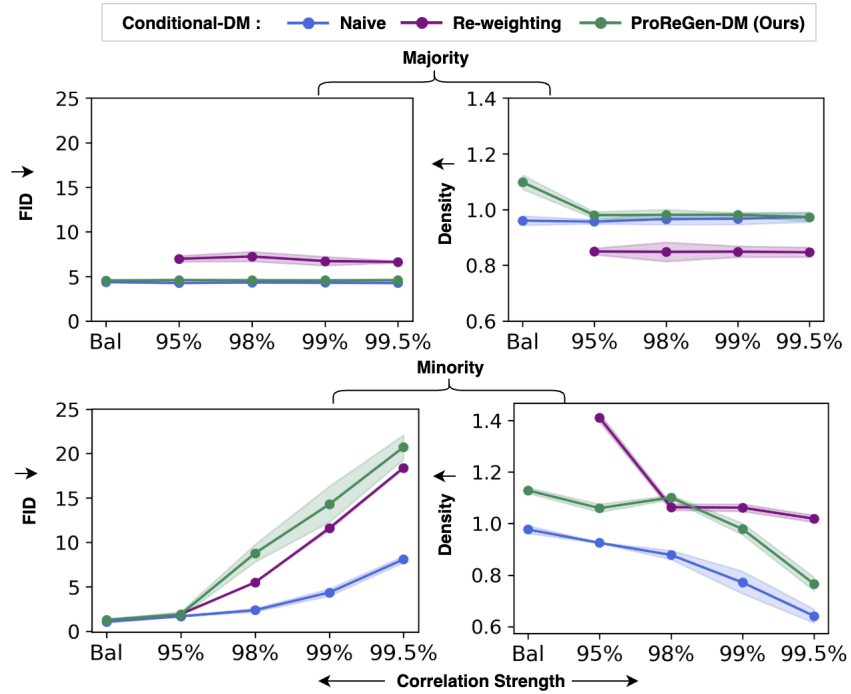 Conditional-DM : Naive Re-weighting ProReGen-DM (Ours)
Majority
25
20
15
10
5
0
FID
Bal 95% 98% 99% 99.5%
1.4
1.2
1.0
0.8
0.6
Density
Bal 95% 98% 99% 99.5%
Minority
25
20
15
10
5
0
FID
Bal 95% 98% 99% 99.5%
1.4
1.2
1.0
0.8
0.6
Density
Bal 95% 98% 99% 99.5%
Correlation Strength